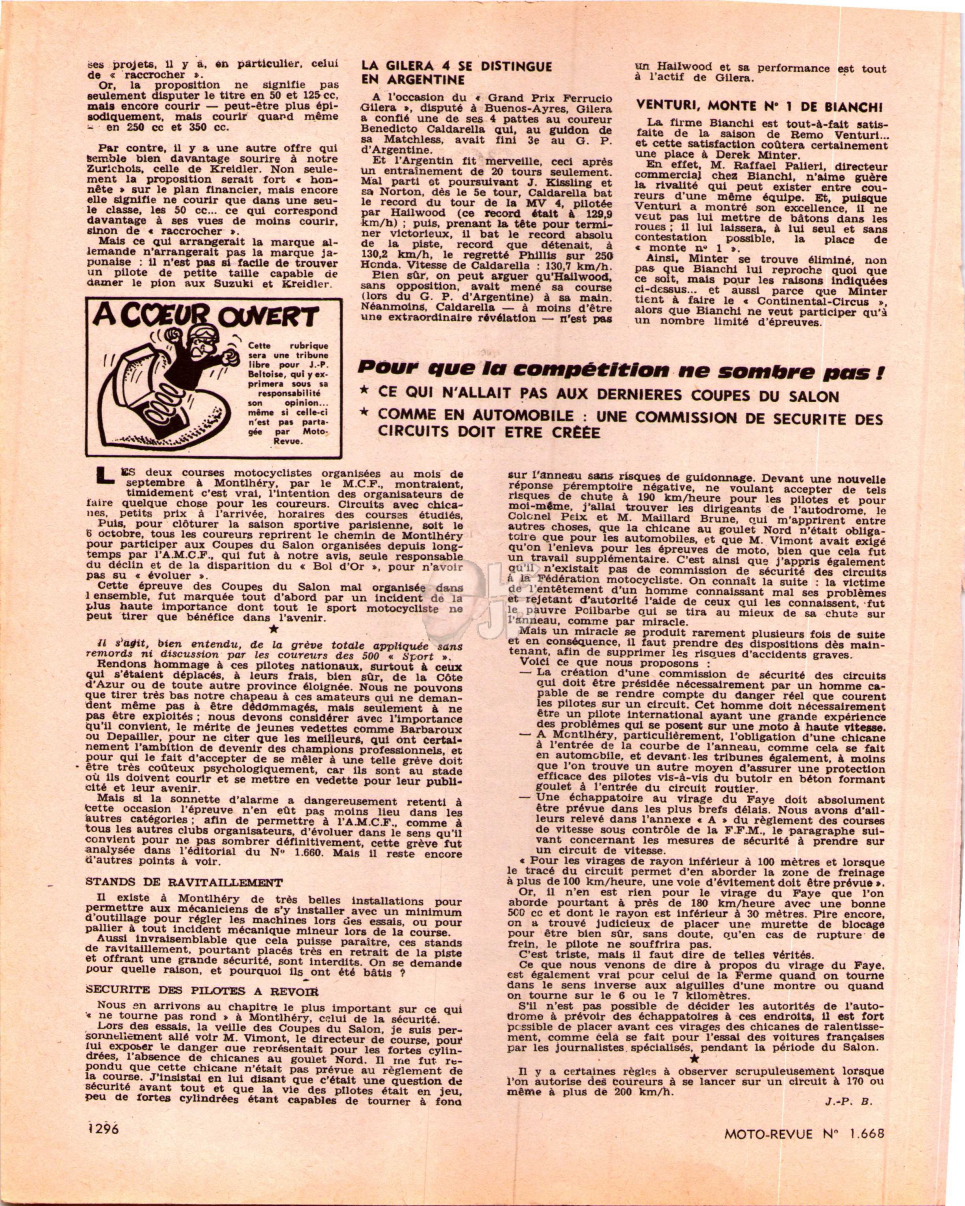 ses projets, il y a, en particulier, celui
de « raccrocher ».
Or, la proposition ne signifie pas
seulement disputer le titre en 50 et 125 cc,
mais encore courir — peut-être plus épi-
sodiquement, mais courir quand même
— en 250 cc et 350 cc.
Par contre, il y a une autre offre qui
semble bien davantage sourire à notre
Zurichois, celle de Kreidler. Non seule-
ment la proposition serait fort « hon-
nête » sur le plan financier, mais encore
elle signifie ne courir que dans une seu-
le classe, les 50 cc... ce qui correspond
davantage à ses vues de moins courir,
sinon de « raccrocher ».
Mais ce qui arrangerait la marque al-
lemande n'arrangerait pas la marque ja-
ponaise : il n'est pas si facile de trouver
un pilote de petite taille capable de
damer le pion aux Suzuki et Kreidler.
LA GILERA 4 SE DISTINGUE
EN ARGENTINE
A l'occasion du « Grand Prix Ferrucio
Gilera », disputé à Buenos-Ayres, Gilera
a confié une de ses 4 pattes au coureur
Benedicto Caldarella qui, au guidon de
sa Matchless, avait fini 3e au G. P.
d'Argentine.
Et l'Argentin fit merveille, ceci après
un entraînement de 20 tours seulement.
Mal parti et poursuivant J. Kissling et
sa Norton, dès le 5e tour, Caldarella bat
le record du tour de la MV 4, pilotée
par Hailwood (ce record était à 129,9
km/h) ; puis, prenant la tête pour termi-
ner victorieux, il bat le record absolu
de la piste, record que détenait, à
130,2 km/h, le regretté Phillis sur 250
Honda. Vitesse de Caldarella : 130,7 km/h.
Bien sûr, on peut arguer qu'Hailwood,
sans opposition, avait mené sa course
(lors du G. P. d'Argentine) à sa main.
Néanmoins, Caldarella — à moins d'être
une extraordinaire révélation — n'est pas
un Hailwood et sa performance est tout
à l'actif de Gilera.
VENTURI, MONTE N° 1 DE BIANCHI
La firme Bianchi est tout-à-fait satis-
faite de la saison de Remo Venturi...
et cette satisfaction coûtera certainement
une place à Derek Minter.
En effet, M. Raffael Palieri, directeur
commercial chez Bianchi, n'aime guère
la rivalité qui peut exister entre cou-
reurs d'une même équipe. Et, puisque
Venturi a montré son excellence, il ne
veut pas lui mettre de bâtons dans les
roues ; il lui laissera, à lui seul et sans
contestation possible, la place de
« monte n° 1 ».
Ainsi, Minter se trouve éliminé, non
pas que Bianchi lui reproche quoi que
ce soit, mais pour les raisons indiquées
ci-dessus... et aussi parce que Minter
tient à faire le « Continental-Circus »,
alors que Bianchi ne veut participer qu'à
un nombre limité d'épreuves.
A CŒUR OUVERT
Cette rubrique
sera une tribune
libre pour J.-P.
Beltoise, qui y ex-
primera sous sa
responsabilité
son opinion...
même si celle-ci
n'est pas parta-
gée par Moto-
Revue.
Pour que la compétition ne sombre pas !
★ CE QUI N'ALLAIT PAS AUX DERNIERES COUPES DU SALON
★ COMME EN AUTOMOBILE : UNE COMMISSION DE SECURITE DES
CIRCUITS DOIT ETRE CRÉÉE
LES deux courses motocyclistes organisées au mois de
septembre à Montlhéry, par le M.C.F., montraient,
timidement c'est vrai, l'intention des organisateurs de
faire quelque chose pour les coureurs. Circuits avec chica-
nes, petits prix à l'arrivée, horaires des courses étudiés,
Puis, pour clôturer la saison sportive parisienne, soit le
6 octobre, tous les coureurs reprirent le chemin de Montlhéry
pour participer aux Coupes du Salon organisées depuis long-
temps par l'A.M.C.F., qui fut à notre avis, seule responsable
du déclin et de la disparition du « Bol d'Or », pour n'avoir
pas su « évoluer ».
Cette épreuve des Coupes du Salon mal organisée dans
l'ensemble, fut marquée tout d'abord par un incident de la
plus haute importance dont tout le sport motocycliste ne
peut tirer que bénéfice dans l'avenir.
★
Il s'agit, bien entendu, de la grève totale appliquée sans
remords ni discussion par les coureurs des 500 « Sport ».
Rendons hommage à ces pilotes nationaux, surtout à ceux
qui s'étaient déplacés, à leurs frais, bien sûr, de la Côte
d'Azur ou de toute autre province éloignée. Nous ne pouvons
que tirer très bas notre chapeau à ces amateurs qui ne deman-
dent même pas à être dédommagés, mais seulement à ne
pas être exploités ; nous devons considérer avec l'importance
qu'il convient, le mérite de jeunes vedettes comme Barbaroux
ou Depailler, pour ne citer que les meilleurs, qui ont certai-
nement l'ambition de devenir des champions professionnels, et
pour qui le fait d'accepter de se mêler à une telle grève doit
être très coûteux psychologiquement, car ils sont au stade
où ils doivent courir et se mettre en vedette pour leur publi-
cité et leur avenir.
Mais si la sonnette d'alarme a dangereusement retenti à
cette occasion l'épreuve n'en eût pas moins lieu dans les
autres catégories ; afin de permettre à l'A.M.C.F., comme à
tous les autres clubs organisateurs, d'évoluer dans le sens qu'il
convient pour ne pas sombrer définitivement, cette grève fut
analysée dans l'éditorial du N° 1.660. Mais il reste encore
d'autres points à voir.
STANDS DE RAVITAILLEMENT
Il existe à Montlhéry de très belles installations pour
permettre aux mécaniciens de s'y installer avec un minimum
d'outillage pour régler les machines lors des essais, ou pour
pallier à tout incident mécanique mineur lors de la course.
Aussi invraisemblable que cela puisse paraître, ces stands
de ravitaillement, pourtant placés très en retrait de la piste
et offrant une grande sécurité, sont interdits. On se demande
pour quelle raison, et pourquoi ils ont été bâtis ?
SECURITE DES PILOTES A REVOIR
Nous en arrivons au chapitre le plus important sur ce qui
« ne tourne pas rond » à Montlhéry, celui de la sécurité.
Lors des essais, la veille des Coupes du Salon, je suis per-
sonnellement allé voir M. Vimont, le directeur de course, pour
lui exposer le danger que représentait pour les fortes cylin-
drées, l'absence de chicanes au goulet Nord. Il me fut re-
pondu que cette chicane n'était pas prévue au règlement de
la course. J'insistai en lui disant que c'était une question de
sécurité avant tout et que la vie des pilotes était en jeu,
peu de fortes cylindrées étant capables de tourner à fond
sur l'anneau sans risques de guidonnage. Devant une nouvelle
réponse péremptoire négative, ne voulant accepter de tels
risques de chute à 190 km/heure pour les pilotes et pour
moi-même, j'allai trouver les dirigeants de l'autodrome, le
Colonel Peix et M. Maillard Brune, qui m'apprirent entre
autres choses, que la chicane au goulet Nord n'était obliga-
toire que pour les automobiles, et que M. Vimont avait exigé
qu'on l'enleva pour les épreuves de moto, bien que cela fut
un travail supplémentaire. C'est ainsi que j'appris également
qu'il n'existait pas de commission de sécurité des circuits
à la Fédération motocycliste. On connaît la suite : la victime
de l'entêtement d'un homme connaissant mal ses problèmes
et rejetant d'autorité l'aide de ceux qui les connaissent, fut
le pauvre Poilbarbe qui se tira au mieux de sa chute sur
l'anneau, comme par miracle.
Mais un miracle se produit rarement plusieurs fois de suite
et en conséquence, il faut prendre des dispositions dès main-
tenant, afin de supprimer les risques d'accidents graves.
Voici ce que nous proposons :
— La création d'une commission de sécurité des circuits
qui doit être présidée nécessairement par un homme ca-
pable de se rendre compte du danger réel que courent
les pilotes sur un circuit. Cet homme doit nécessairement
être un pilote international ayant une grande expérience
des problèmes qui se posent sur une moto à haute vitesse.
— A Montlhéry, particulièrement, l'obligation d'une chicane
à l'entrée de la courbe de l'anneau, comme cela se fait
en automobile, et devant les tribunes également, à moins
que l'on trouve un autre moyen d'assurer une protection
efficace des pilotes vis-à-vis du butoir en béton formant
goulet à l'entrée du circuit routier.
— Une échappatoire au virage du Faye doit absolument
être prévue dans les plus brefs délais. Nous avons d'ail-
leurs relevé dans l'annexe « A » du règlement des courses
de vitesse sous contrôle de la F.F.M., le paragraphe sui-
vant concernant les mesures de sécurité à prendre sur
un circuit de vitesse.
« Pour les virages de rayon inférieur à 100 mètres et lorsque
le tracé du circuit permet d'en aborder la zone de freinage
à plus de 100 km/heure, une voie d'évitement doit être prévue ».
Or, il n'en est rien pour le virage du Faye que l'on
aborde pourtant à près de 180 km/heure avec une bonne
500 cc et dont le rayon est inférieur à 30 mètres. Pire encore,
on a trouvé judicieux de placer une murette de blocage
pour être bien sûr, sans doute, qu'en cas de rupture de
frein, le pilote ne souffrira pas.
C'est triste, mais il faut dire de telles vérités.
Ce que nous venons de dire à propos du virage du Faye,
est également vrai pour celui de la Ferme quand on tourne
dans le sens inverse aux aiguilles d'une montre ou quand
on tourne sur le 6 ou le 7 kilomètres.
S'il n'est pas possible de décider les autorités de l'auto-
drome à prévoir des échappatoires à ces endroits, il est fort
possible de placer avant ces virages des chicanes de ralentisse-
ment, comme cela se fait pour l'essai des voitures françaises
par les journalistes spécialisés, pendant la période du Salon.
★
Il y a certaines règles à observer scrupuleusement lorsque
l'on autorise des coureurs à se lancer sur un circuit à 170 ou
même à plus de 200 km/h.
J.-P. B.
1296
MOTO-REVUE N° 1.668